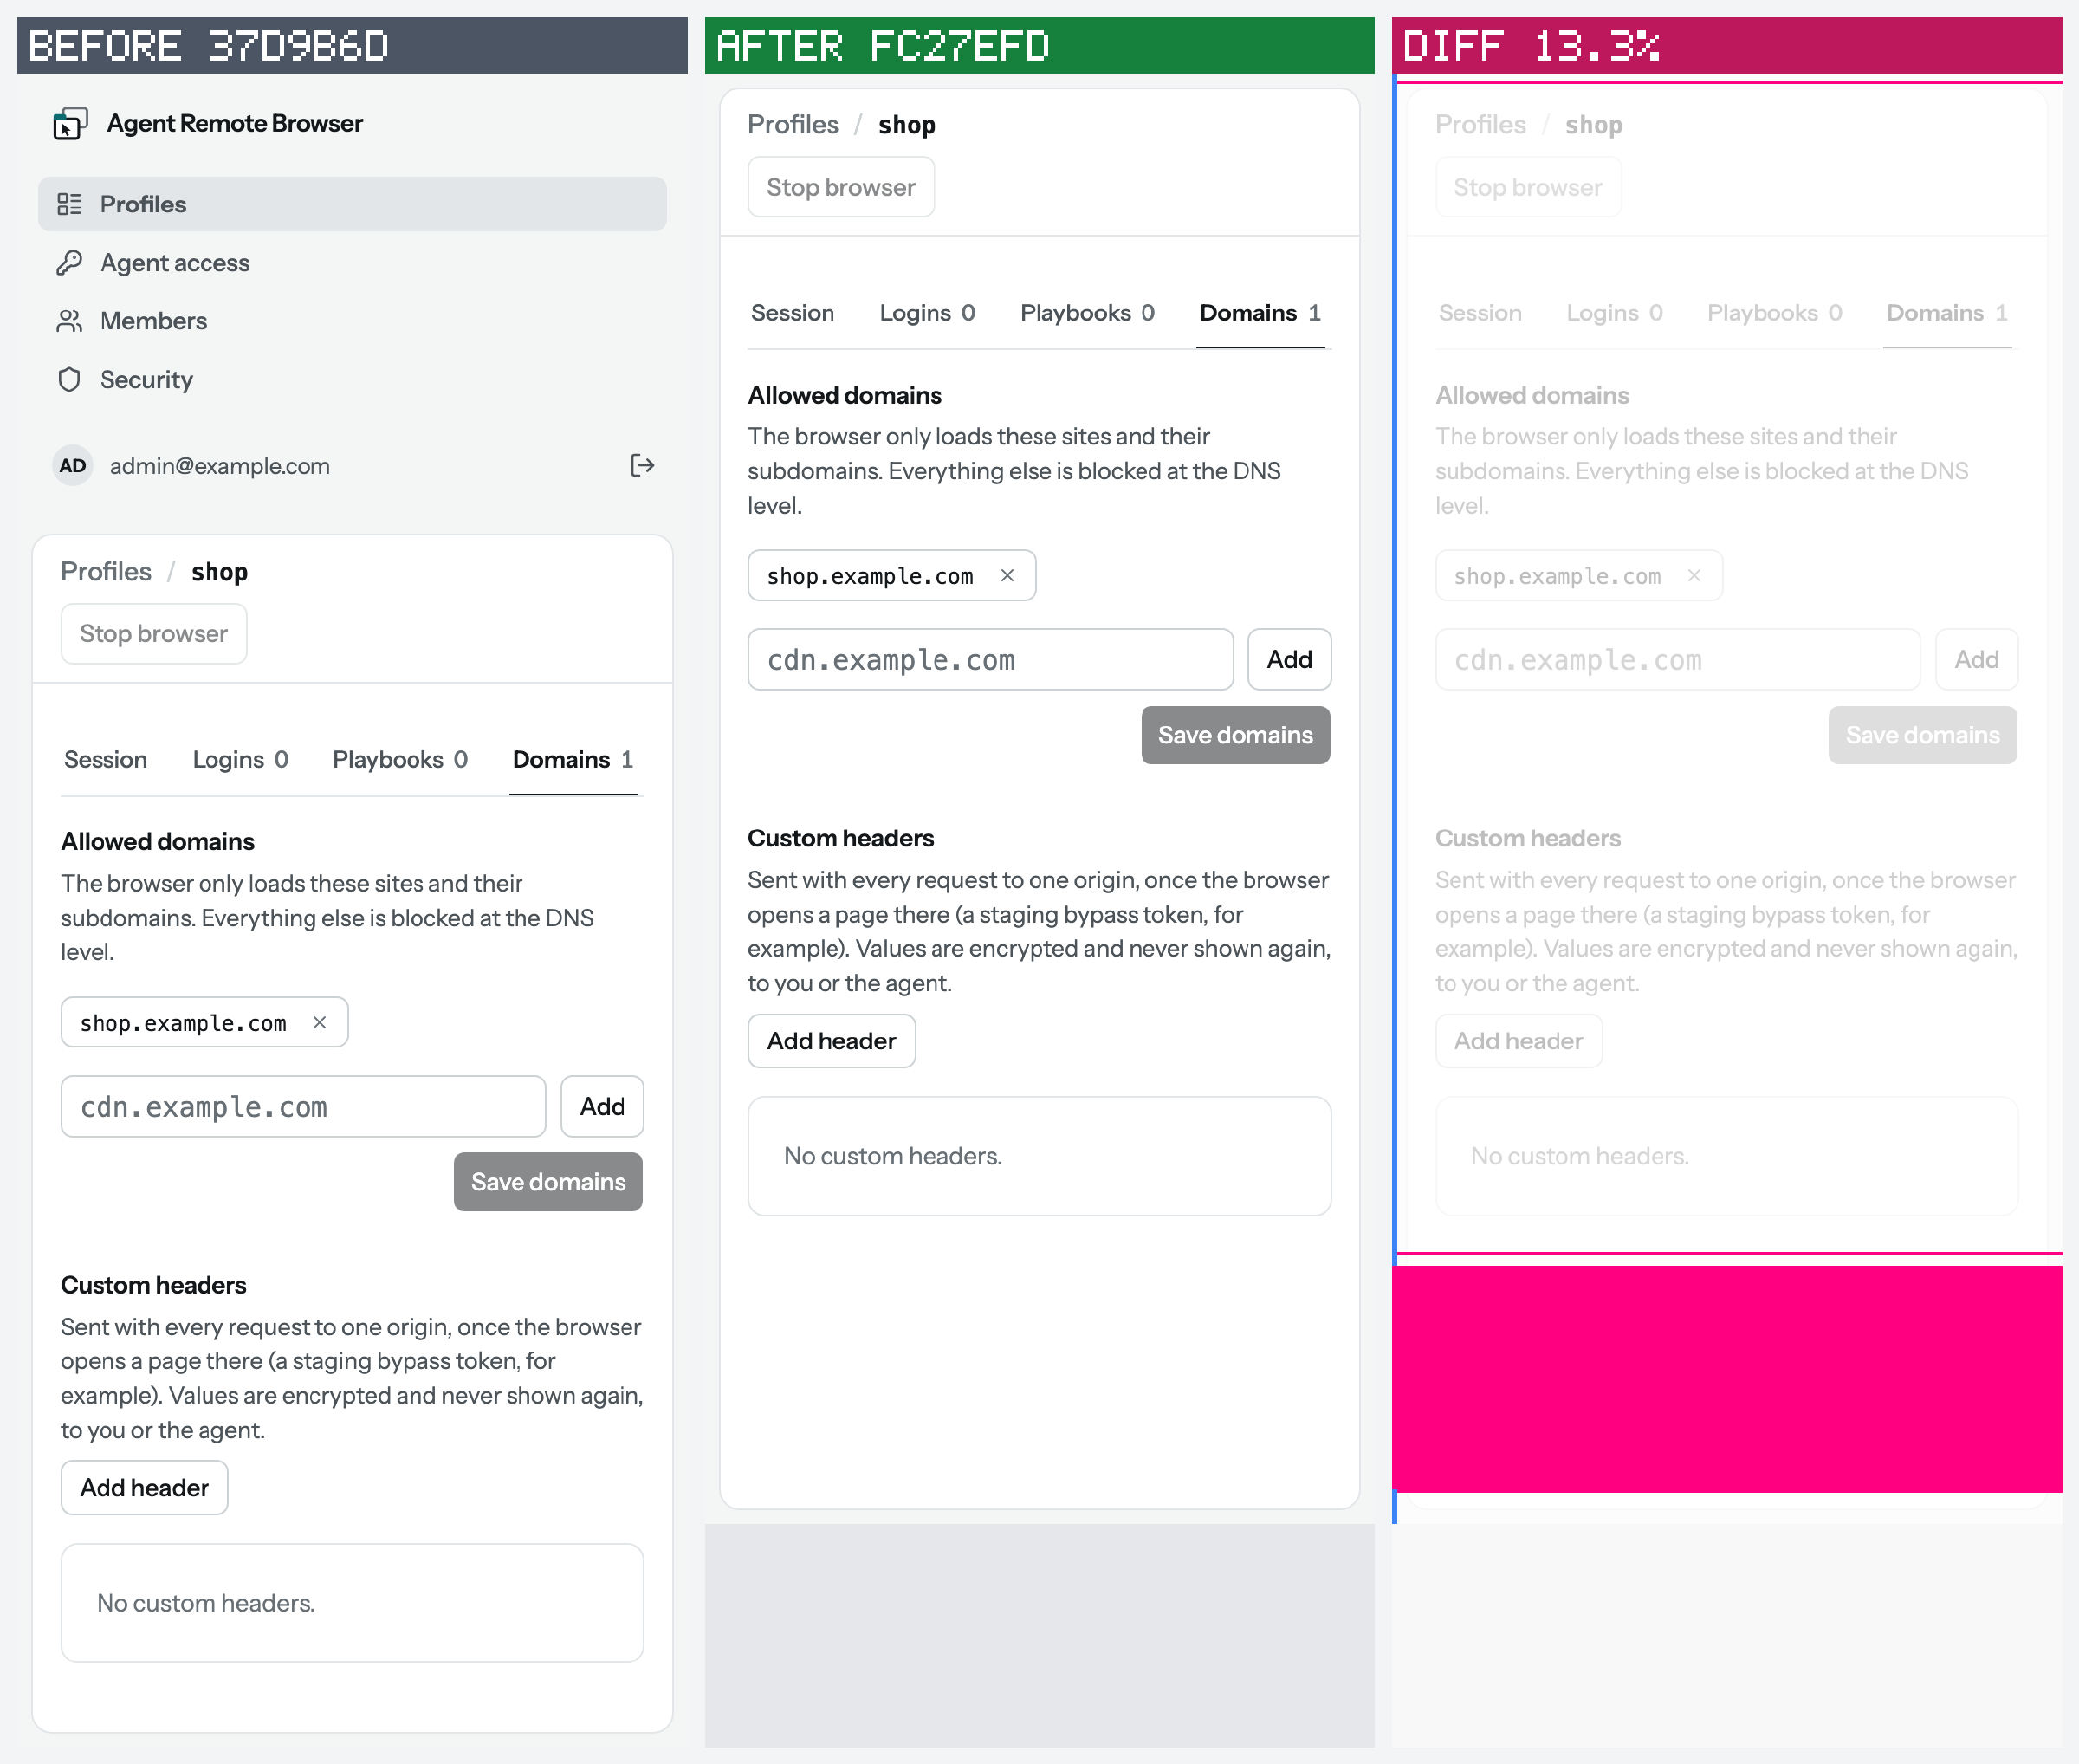 BEFORE 37D9B6D
Agent Remote Browser
Profiles
Agent access
Members
Security
AD admin@example.com
Profiles / shop
Stop browser
Session Logins 0 Playbooks 0 Domains 1
Allowed domains
The browser only loads these sites and their
subdomains. Everything else is blocked at the DNS
level.
shop.example.com ×
cdn.example.com Add
Save domains
Custom headers
Sent with every request to one origin, once the browser
opens a page there (a staging bypass token, for
example). Values are encrypted and never shown again,
to you or the agent.
Add header
No custom headers.
AFTER FC27EFD
Profiles / shop
Stop browser
Session Logins 0 Playbooks 0 Domains 1
Allowed domains
The browser only loads these sites and their
subdomains. Everything else is blocked at the DNS
level.
shop.example.com ×
cdn.example.com Add
Save domains
Custom headers
Sent with every request to one origin, once the browser
opens a page there (a staging bypass token, for
example). Values are encrypted and never shown again,
to you or the agent.
Add header
No custom headers.
DIFF 13.3%
Profiles / shop
Stop browser
Session Logins 0 Playbooks 0 Domains 1
Allowed domains
The browser only loads these sites and their
subdomains. Everything else is blocked at the DNS
level.
shop.example.com ×
cdn.example.com Add
Save domains
Custom headers
Sent with every request to one origin, once the browser
opens a page there (a staging bypass token, for
example). Values are encrypted and never shown again,
to you or the agent.
Add header
No custom headers.